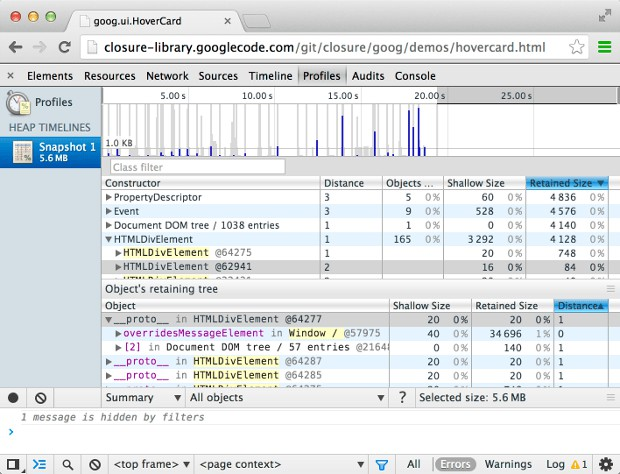 goog.ui.HoverCard
closure-library.googlecode.com/git/closure/goog/demos/hovercard.html
Elements Resources Network Sources Timeline Profiles Audits Console
Profiles
HEAP TIMELINES
Snapshot 1
5.6 MB
5.00 s 10.00 s 15.00 s 20.00 s 25.00 s
1.0 KB
Class filter
Constructor Distance Objects ... Shallow Size Retained Size ▼
▶PropertyDescriptor 3 5 0% 60 0% 4 836 0%
▶Event 3 9 0% 528 0% 4 576 0%
▶Document DOM tree / 1038 entries 1 1 0% 0 0% 4 140 0%
▼HTMLDivElement 1 165 0% 3 292 0% 4 128 0%
▶HTMLDivElement @64275 1 20 0% 748 0%
▶HTMLDivElement @62941 2 16 0% 84 0%
Object's retaining tree
Object Shallow Size Retained Size Distance▲
▼__proto__ in HTMLDivElement @64277 20 0% 20 0% 1
▶overridesMessageElement in Window / @57975 40 0% 34 696 1% 0
▶[2] in Document DOM tree / 57 entries @2164 0 0% 140 0% 1
▶__proto__ in HTMLDivElement @64287 20 0% 20 0% 1
▶__proto__ in HTMLDivElement @64285 20 0% 20 0% 1
Summary ▼ All objects ▼ ? Selected size: 5.6 MB
1 message is hidden by filters
>
<top frame> ▼ <page context> ▼ All Errors Warnings Log 1